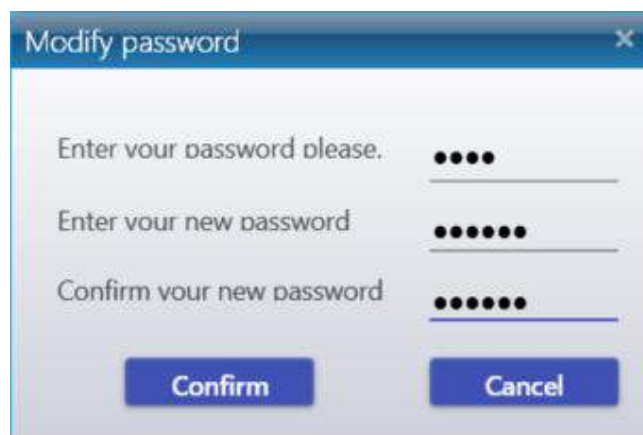 Modify password
Enter your password please. ••••
Enter your new password ••••••
Confirm your new password ••••••
Confirm Cancel